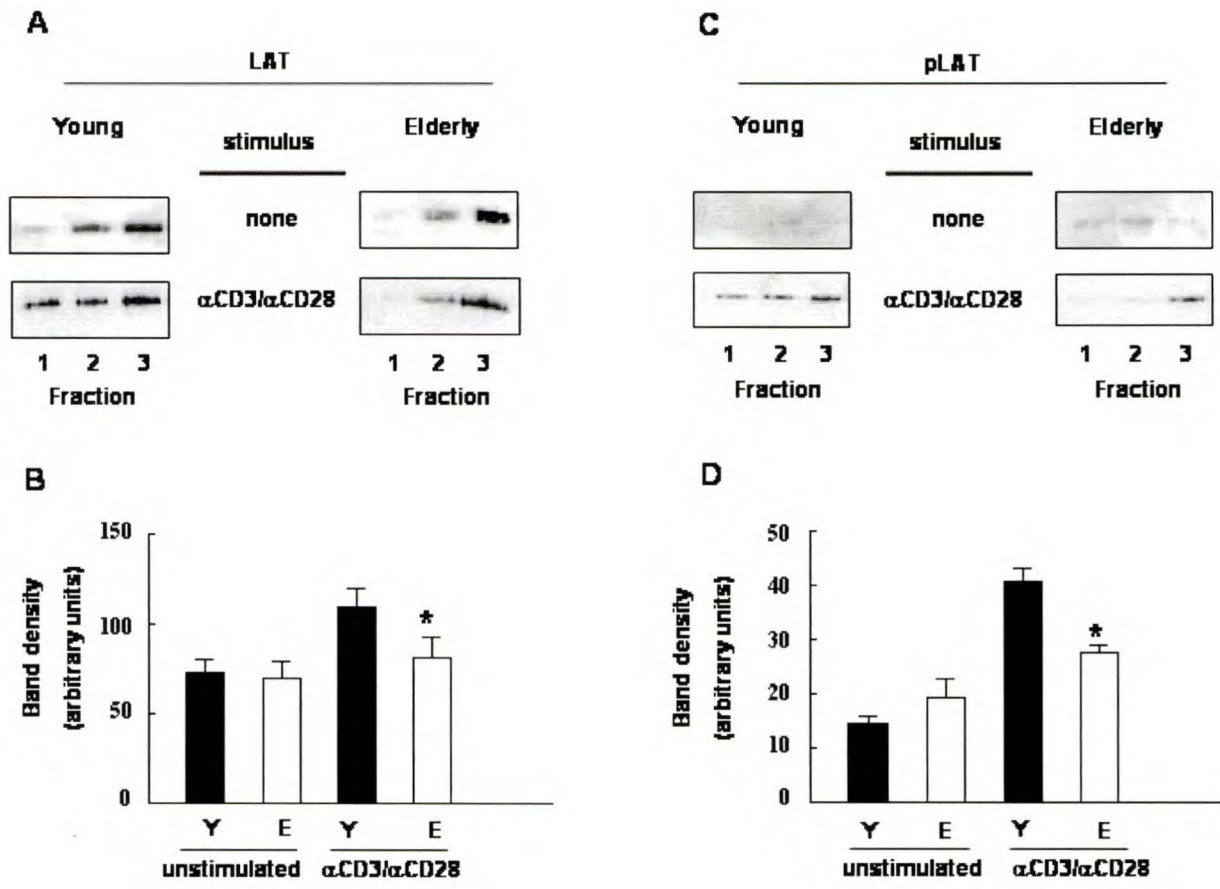 A
LAT
Young stimulus Elderly
none
αCD3/αCD28
1 2 3 1 2 3
Fraction Fraction
C
pLAT
Young stimulus Elderly
none
αCD3/αCD28
1 2 3 1 2 3
Fraction Fraction
B
Band density
(arbitrary units)
150
100
50
0
*
Y E Y E
unstimulated αCD3/αCD28
D
Band density
(arbitrary units)
50
40
30
20
10
0
*
Y E Y E
unstimulated αCD3/αCD28